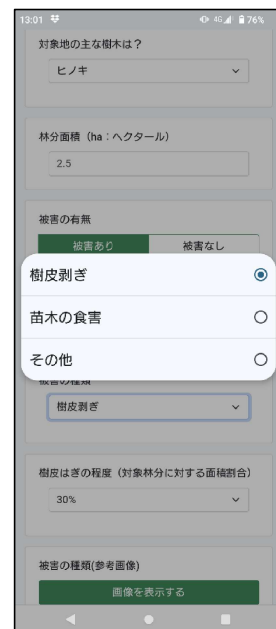 13:01
4G 76%
対象地の主な樹木は？
ヒノキ
林分面積（ha：ヘクタール）
2.5
被害の有無
被害あり 被害なし
樹皮剥ぎ
苗木の食害
その他
被害の種類
樹皮剥ぎ
樹皮はぎの程度（対象林分に対する面積割合）
30%
被害の種類(参考画像)
画像を表示する